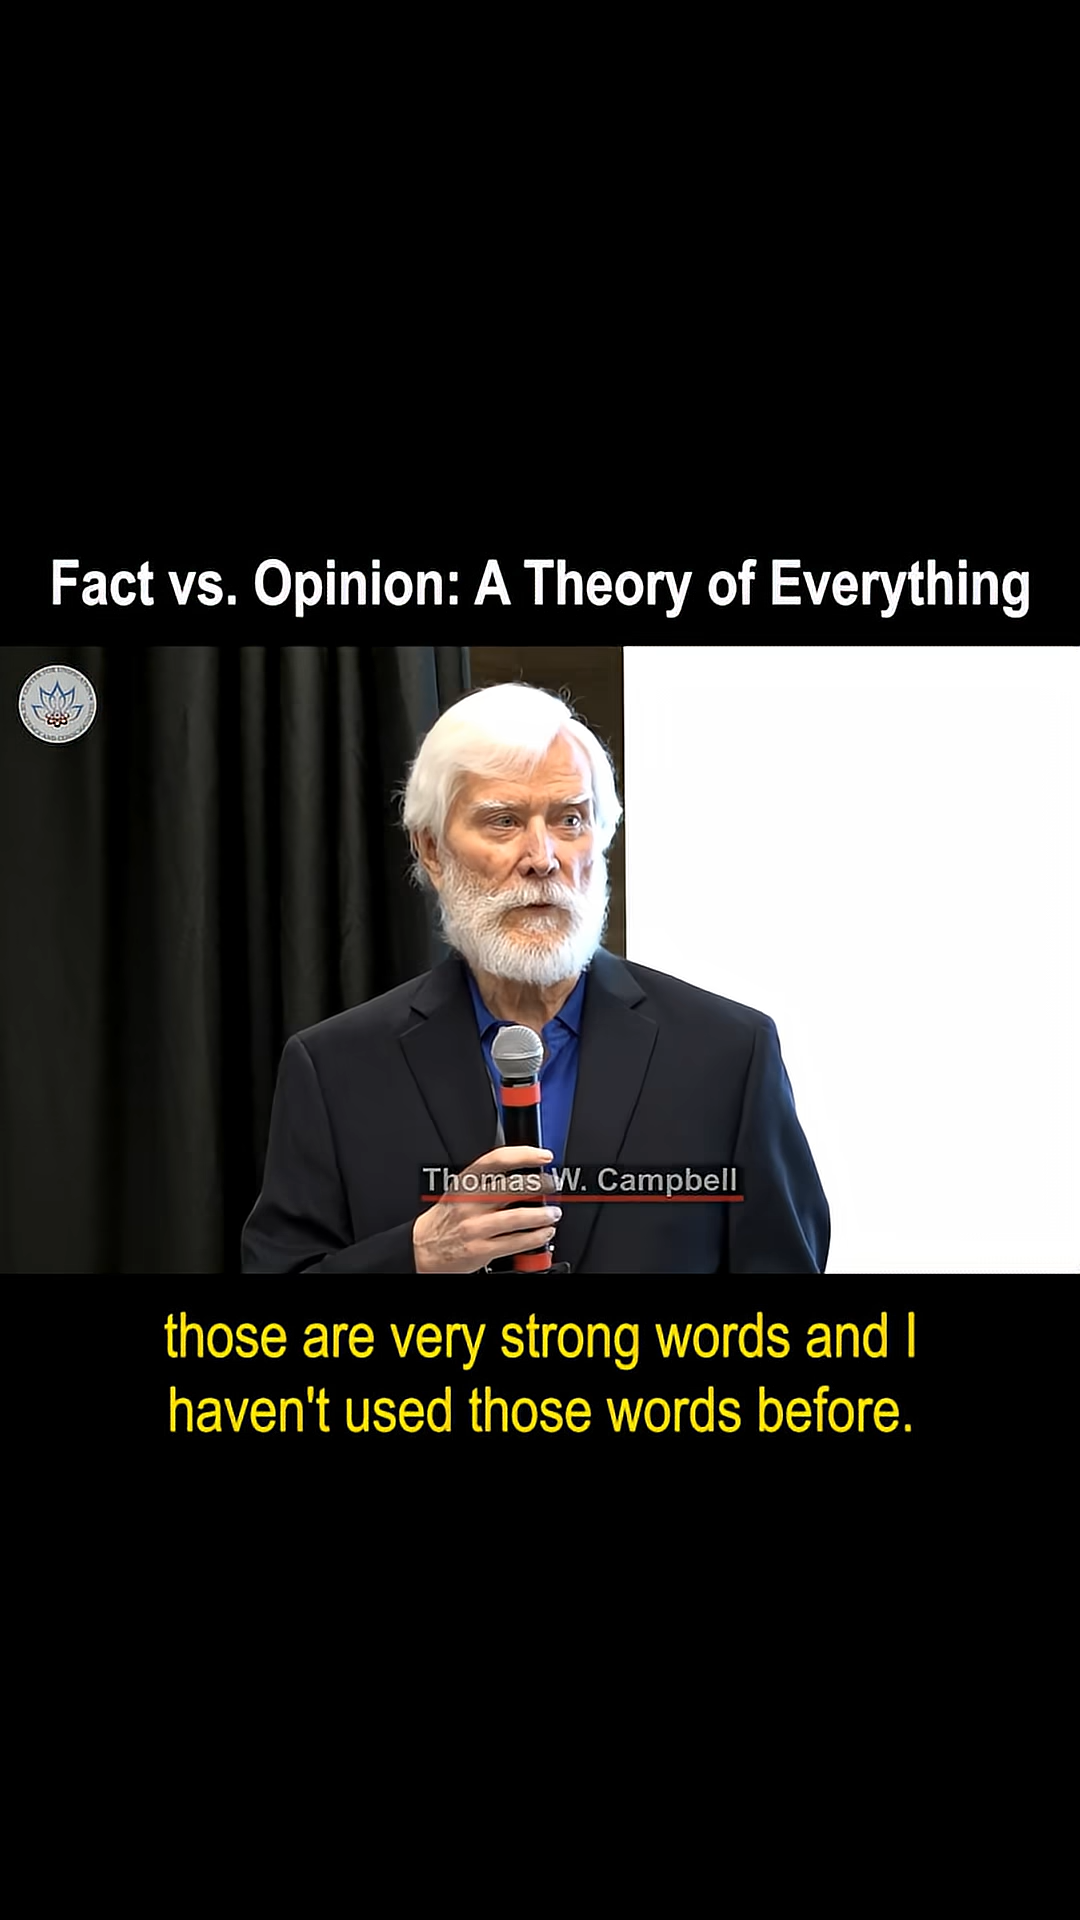 Fact vs. Opinion: A Theory of Everything
Thomas W. Campbell
those are very strong words and I
haven't used those words before.